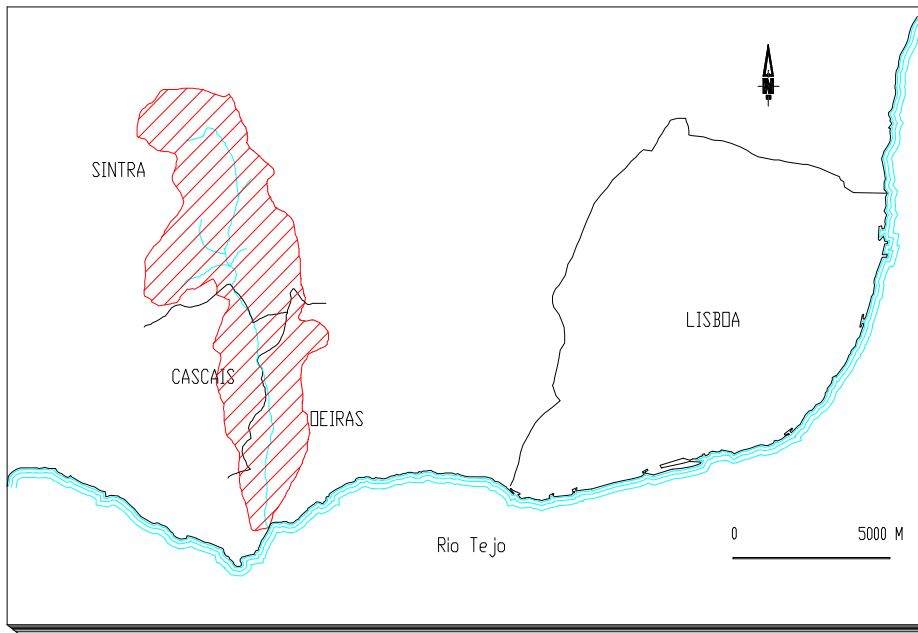 N
SINTRA
LISBOA
CASCAIS
OEIRAS
0 5000 M
Rio Tejo